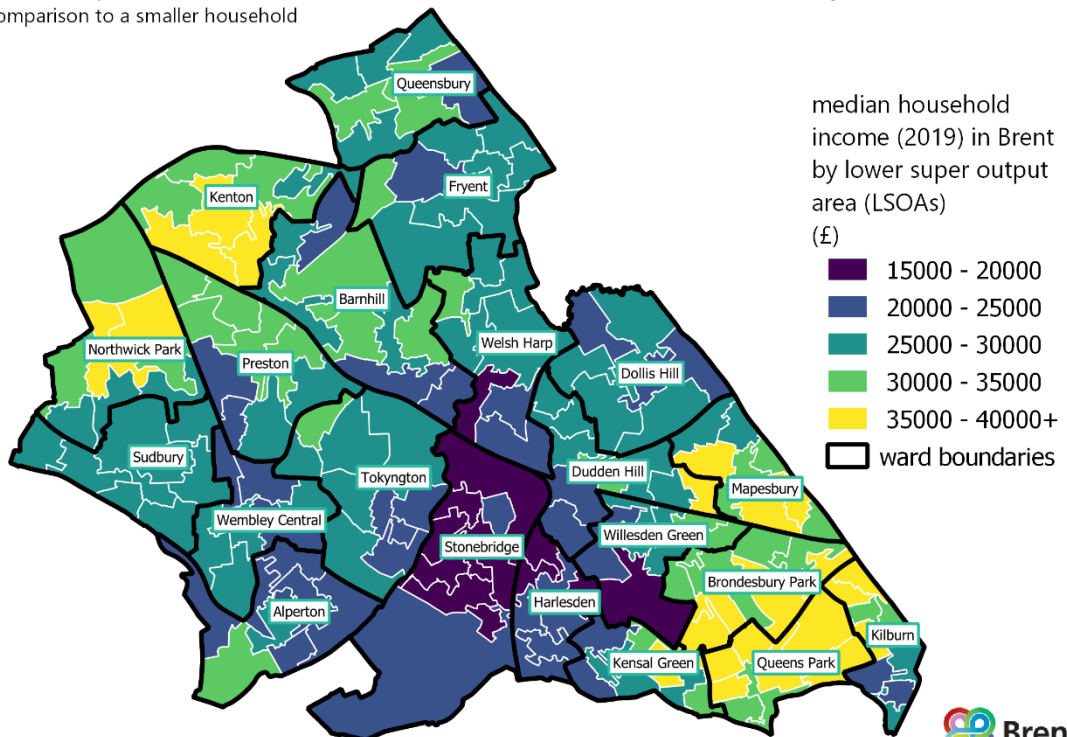 omparison to a smaller household
Queensbury
Fryent
Kenton
Barnhill
Welsh Harp
Northwick Park
Preston
Dollis Hill
Sudbury
Tokyngton
Dudden Hill
Mapesbury
Wembley Central
Willesden Green
Stonebridge
Brondesbury Park
Alperton
Harlesden
Kilburn
Kensal Green
Queens Park
median household
income (2019) in Brent
by lower super output
area (LSOAs)
(£)
15000 - 20000
20000 - 25000
25000 - 30000
30000 - 35000
35000 - 40000+
ward boundaries
Bren